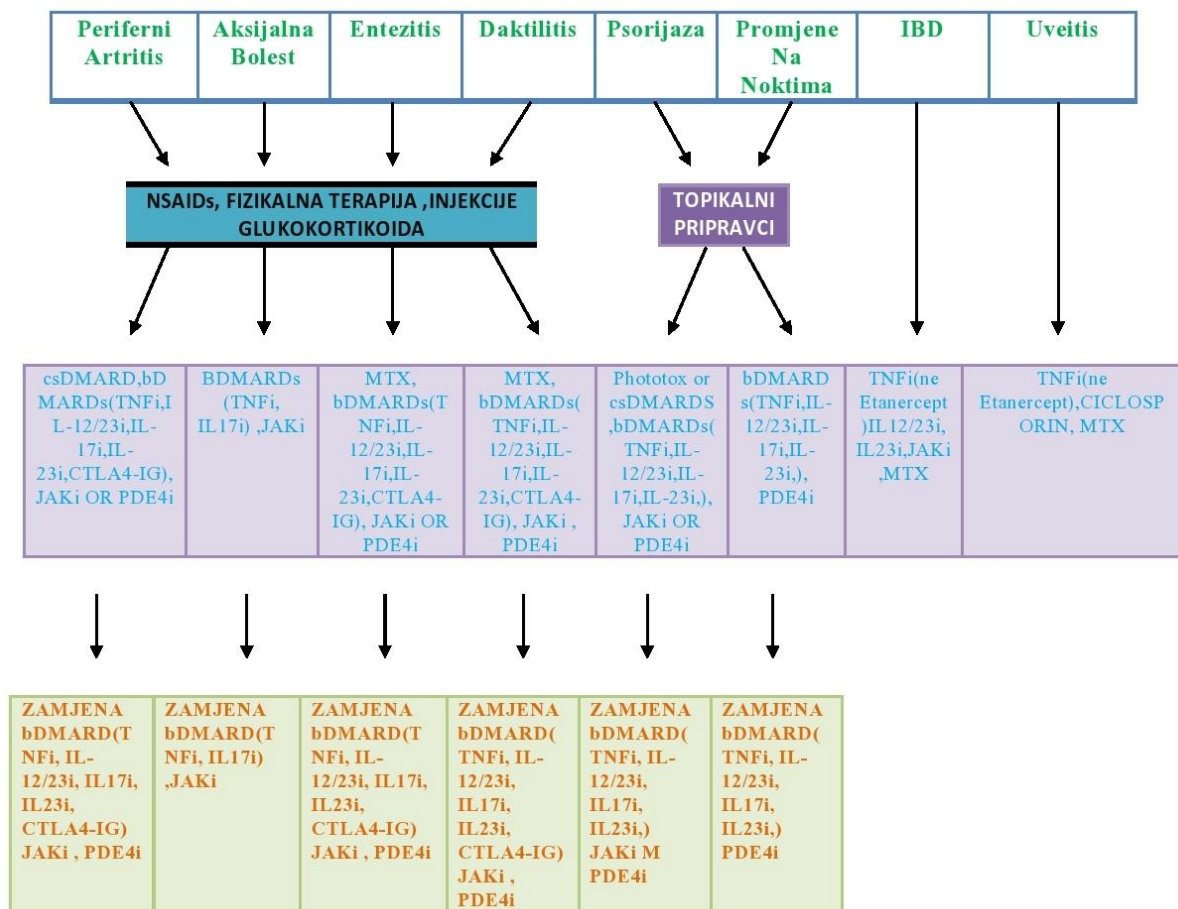 Periferni
Artritis
Aksijalna
Bolest
Entezitis
Daktilitis
Psorijaza
Promjene
Na
Noktima
IBD
Uveitis
NSAIDs, FIZIKALNA TERAPIJA ,INJEKCIJE
GLUKOKORTIKOIDA
TOPIKALNI
PRIPRAVCI
csDMARD,bD
MARDs(TNFi,I
L-12/23i,IL-
17i,IL-
23i,CTLA4-IG),
JAKi OR PDE4i
BDMARDs
(TNFi,
IL17i) ,JAKi
MTX,
bDMARDs(T
NFi,IL-
12/23i,IL-
17i,IL-
23i,CTLA4-
IG), JAKi OR
PDE4i
MTX,
bDMARDs(
TNFi,IL-
12/23i,IL-
17i,IL-
23i,CTLA4-
IG), JAKi ,
PDE4i
Phototox or
csDMARDS
,bDMARDs(
TNFi,IL-
12/23i,IL-
17i,IL-23i,),
JAKi OR
PDE4i
bDMARD
s(TNFi,IL-
12/23i,IL-
17i,IL-
23i,),
PDE4i
TNFi(ne
Etanercept
)IL12/23i,
IL23i,JAKi
,MTX
TNFi(ne
Etanercept),CICLOSP
ORIN, MTX
ZAMJENA
bDMARD(T
NFi, IL-
12/23i, IL17i,
IL23i,
CTLA4-IG)
JAKi , PDE4i
ZAMJENA
bDMARD(T
NFi, IL17i)
,JAKi
ZAMJENA
bDMARD(T
NFi, IL-
12/23i, IL17i,
IL23i,
CTLA4-IG)
JAKi , PDE4i
ZAMJENA
bDMARD(
TNFi, IL-
12/23i,
IL17i,
IL23i,
CTLA4-IG)
JAKi ,
PDE4i
ZAMJENA
bDMARD(
TNFi, IL-
12/23i,
IL17i,
IL23i,)
JAKi M
PDE4i
ZAMJENA
bDMARD(
TNFi, IL-
12/23i,
IL17i,
IL23i,)
PDE4i